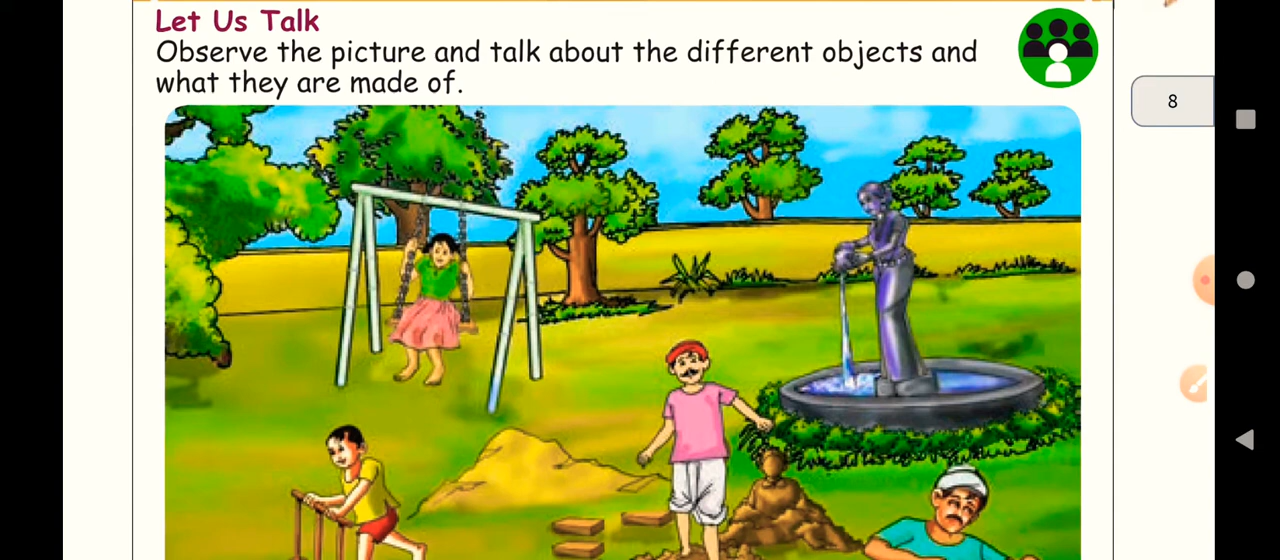 Let Us Talk
Observe the picture and talk about the different objects and
what they are made of.
8